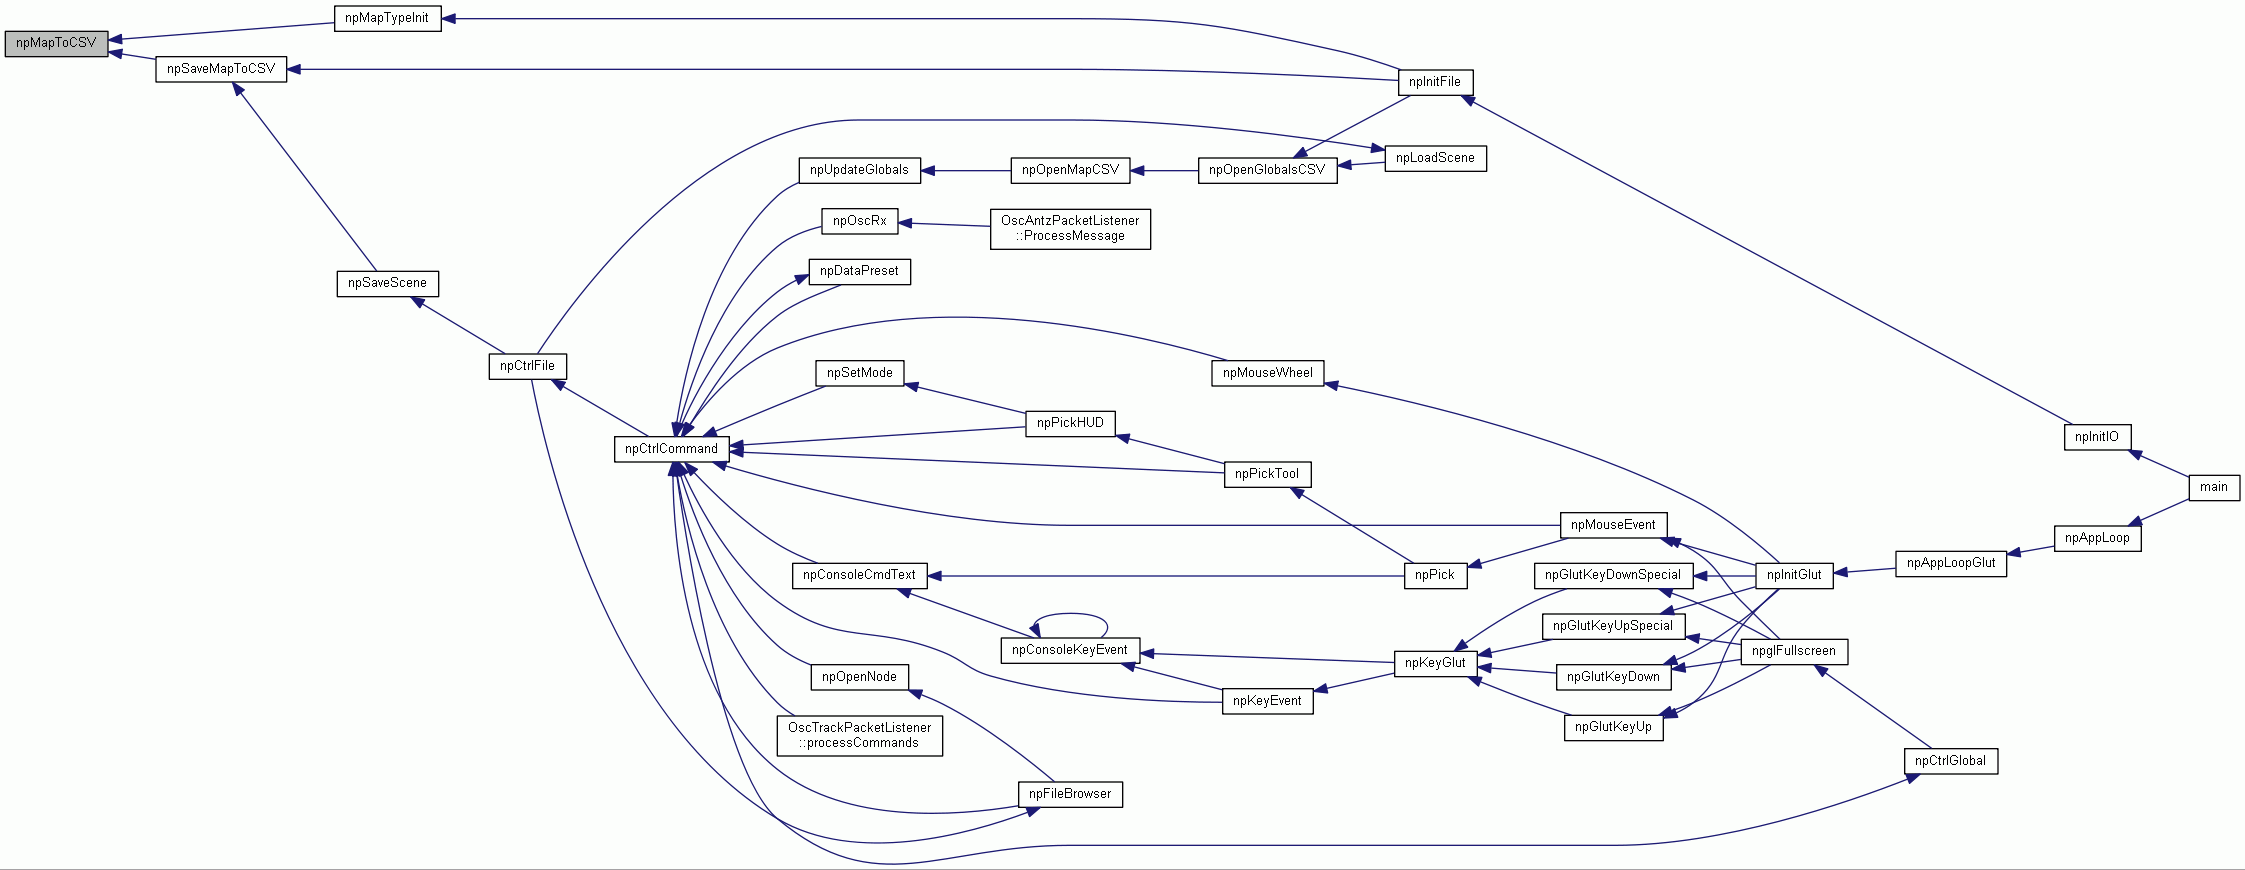 npMapTypeInit
npMapToCSV
npSaveMapToCSV
npInitFile
npLoadScene
npUpdateGlobals
npOpenMapCSV
npOpenGlobalsCSV
npOscRx
OscAntzPacketListener
::ProcessMessage
npDataPreset
npSaveScene
npCtrlFile
npSetMode
npMouseWheel
npPickHUD
npInitIO
npCtrlCommand
npPickTool
main
npMouseEvent
npAppLoop
npAppLoopGlut
npConsoleCmdText
npPick
npGlutKeyDownSpecial
npInitGlut
npGlutKeyUpSpecial
npConsoleKeyEvent
npglFullscreen
npKeyGlut
npOpenNode
npGlutKeyDown
npKeyEvent
npGlutKeyUp
OscTrackPacketListener
::processCommands
npCtrlGlobal
npFileBrowser